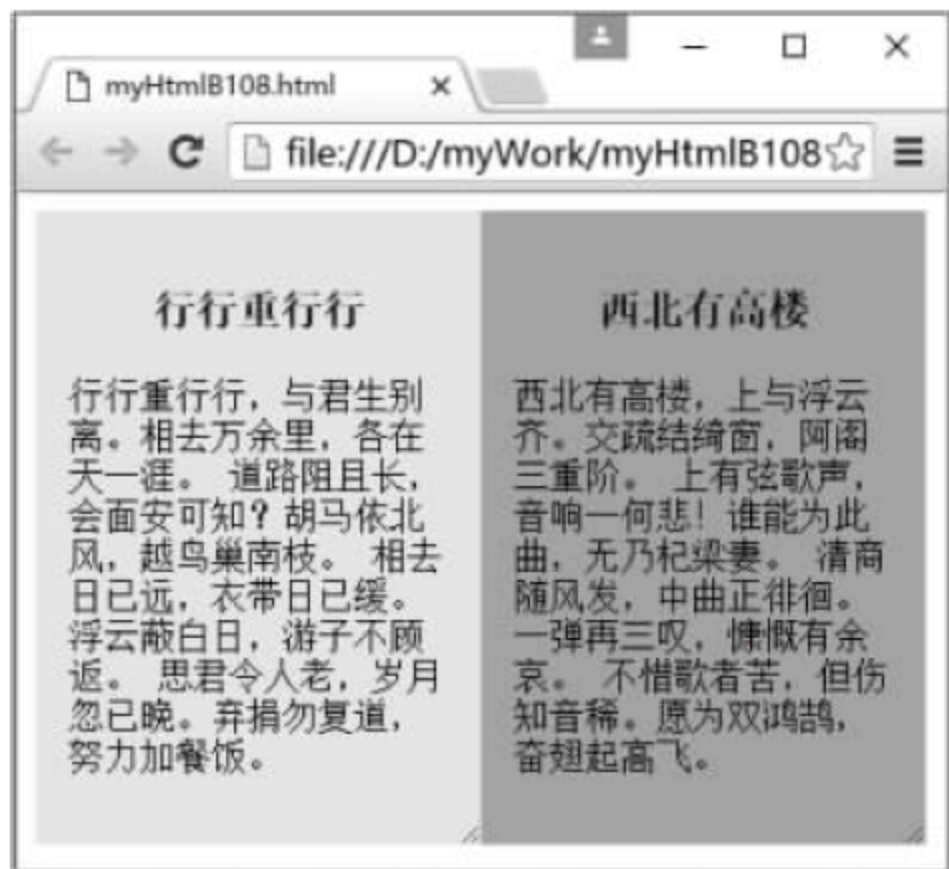 myHtmlB108.html
file:///D:/myWork/myHtmlB108
行行重行行
行行重行行，与君生别
离。相去万余里，各在
天一涯。 道路阻且长，
会面安可知？胡马依北
风，越鸟巢南枝。 相去
日已远，衣带日已缓。
浮云蔽白日，游子不顾
返。 思君令人老，岁月
忽已晚。弃捐勿复道，
努力加餐饭。
西北有高楼
西北有高楼，上与浮云
齐。交疏结绮窗，阿阁
三重阶。 上有弦歌声，
音响一何悲！谁能为此
曲，无乃杞梁妻。 清商
随风发，中曲正徘徊。
一弹再三叹，慷慨有余
哀。 不惜歌者苦，但伤
知音稀。愿为双鸿鹄，
奋翅起高飞。